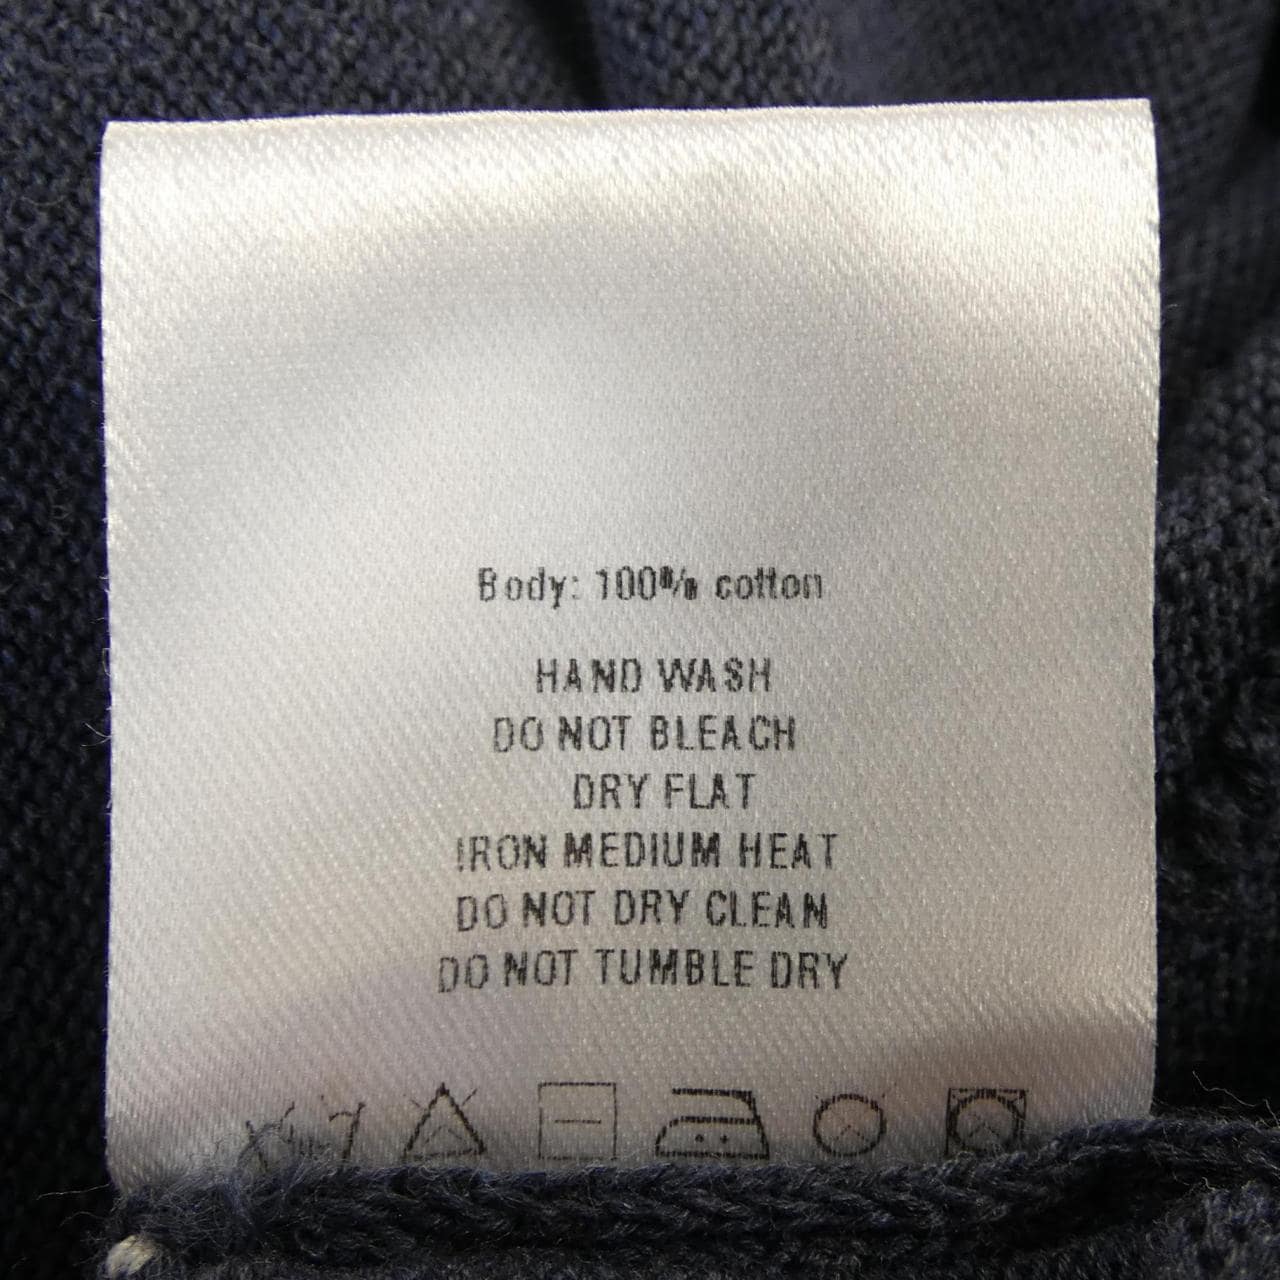 Body: 100% cotton
HAND WASH
DO NOT BLEACH
DRY FLAT
IRON MEDIUM HEAT
DO NOT DRY CLEAN
DO NOT TUMBLE DRY